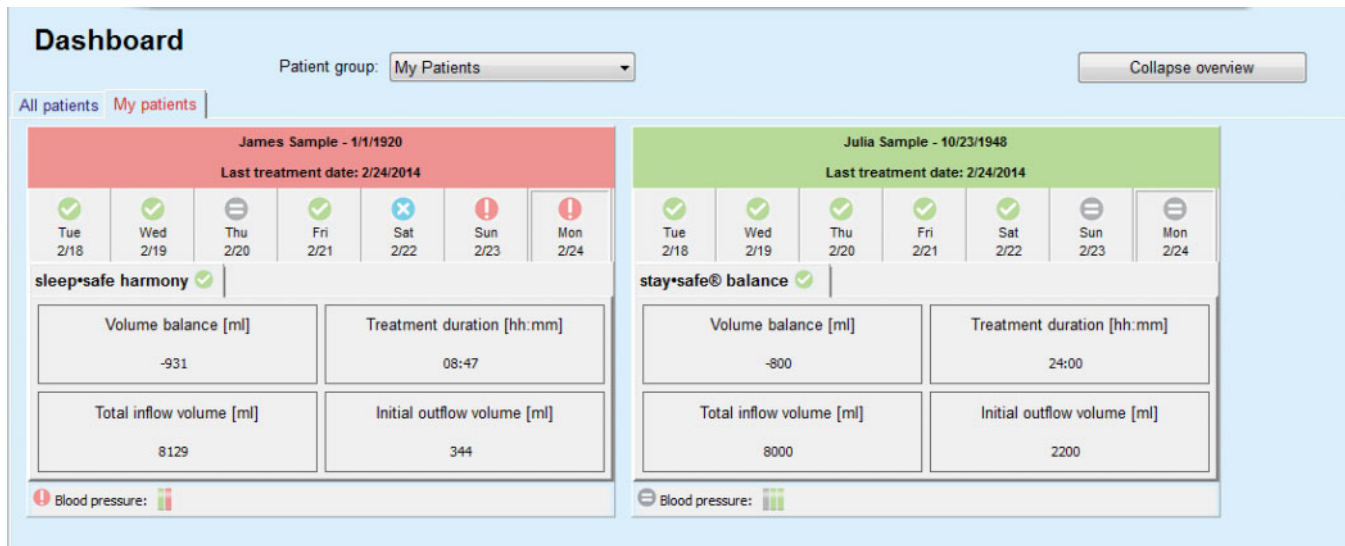 Dashboard
Patient group: My Patients
Collapse overview
All patients My patients
James Sample - 1/1/1920
Last treatment date: 2/24/2014
Tue Wed Thu Fri Sat Sun Mon
2/18 2/19 2/20 2/21 2/22 2/23 2/24
sleep•safe harmony
Volume balance [ml] Treatment duration [hh:mm]
-931 08:47
Total inflow volume [ml] Initial outflow volume [ml]
8129 344
Blood pressure:
Julia Sample - 10/23/1948
Last treatment date: 2/24/2014
Tue Wed Thu Fri Sat Sun Mon
2/18 2/19 2/20 2/21 2/22 2/23 2/24
stay•safe® balance
Volume balance [ml] Treatment duration [hh:mm]
-800 24:00
Total inflow volume [ml] Initial outflow volume [ml]
8000 2200
Blood pressure: